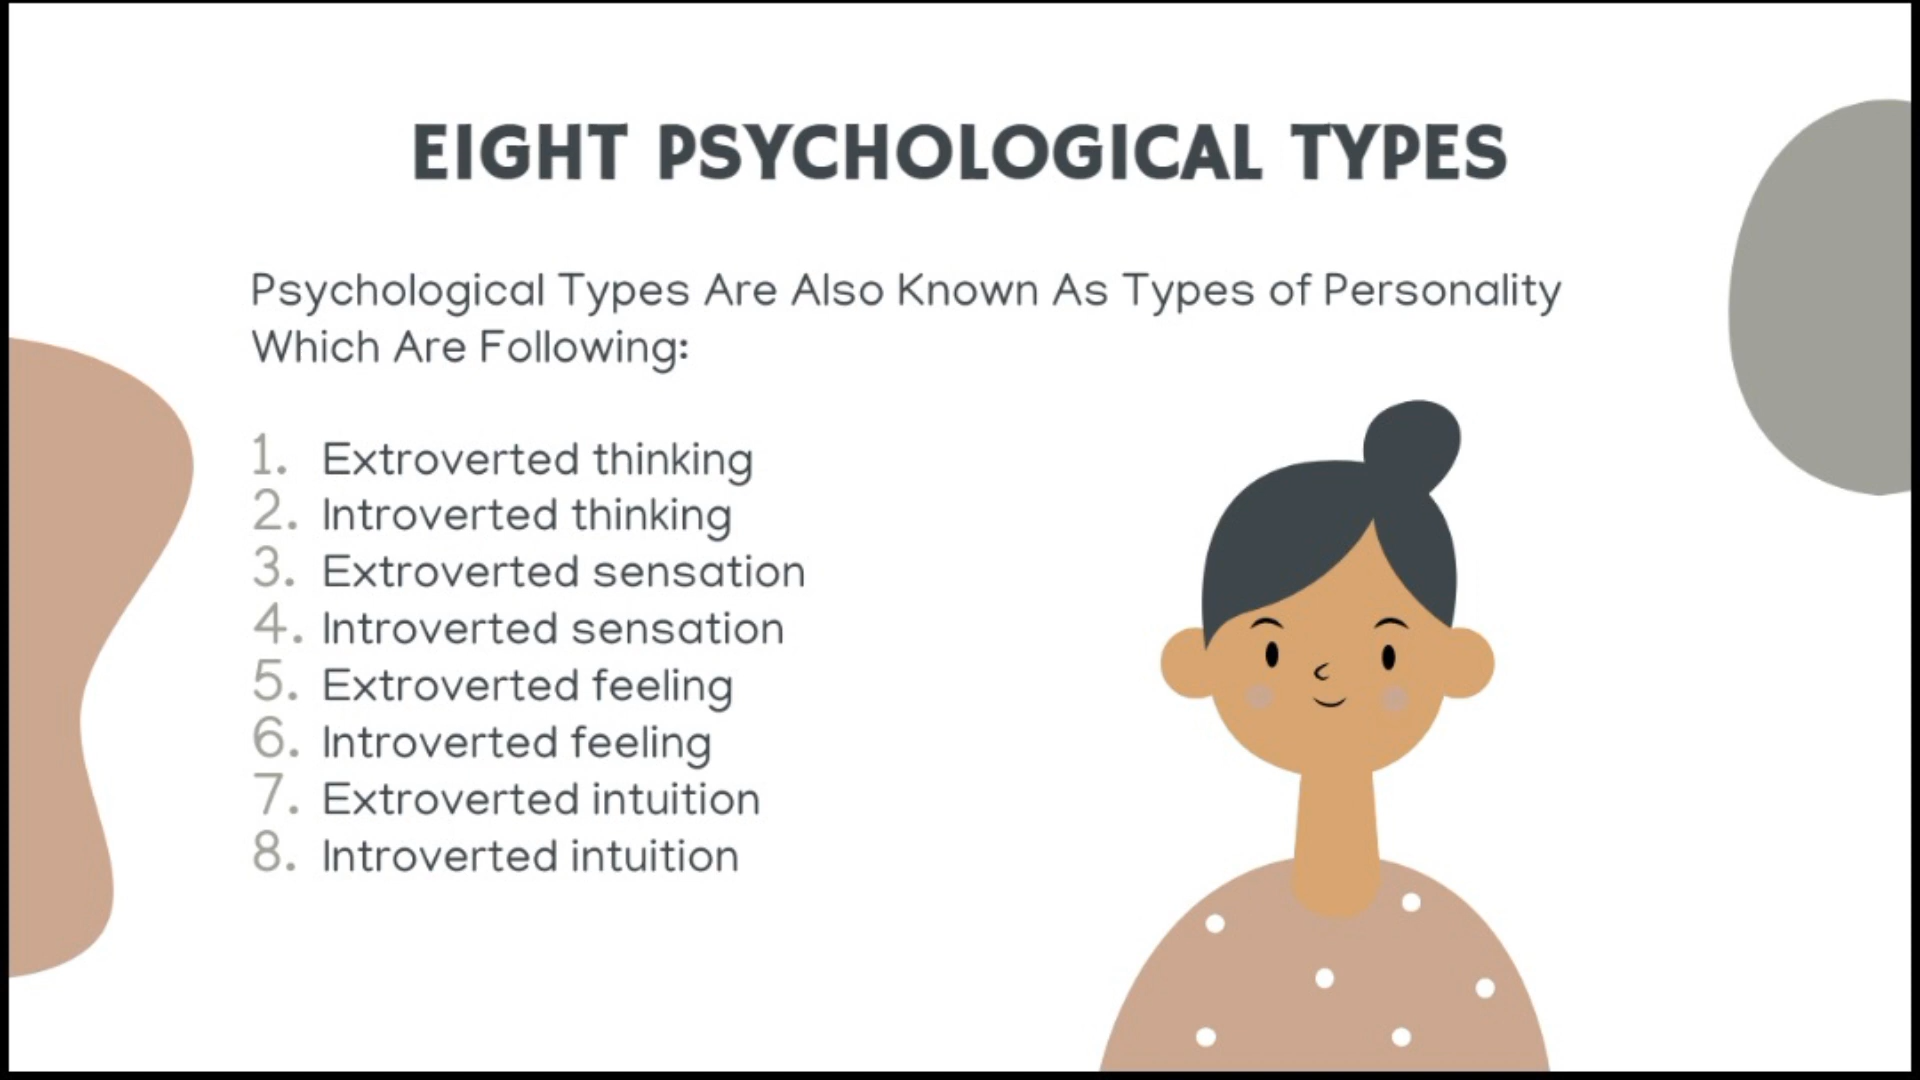 EIGHT PSYCHOLOGICAL TYPES
Psychological Types Are Also Known As Types of Personality
Which Are Following:
1. Extroverted thinking
2. Introverted thinking
3. Extroverted sensation
4. Introverted sensation
5. Extroverted feeling
6. Introverted feeling
7. Extroverted intuition
8. Introverted intuition